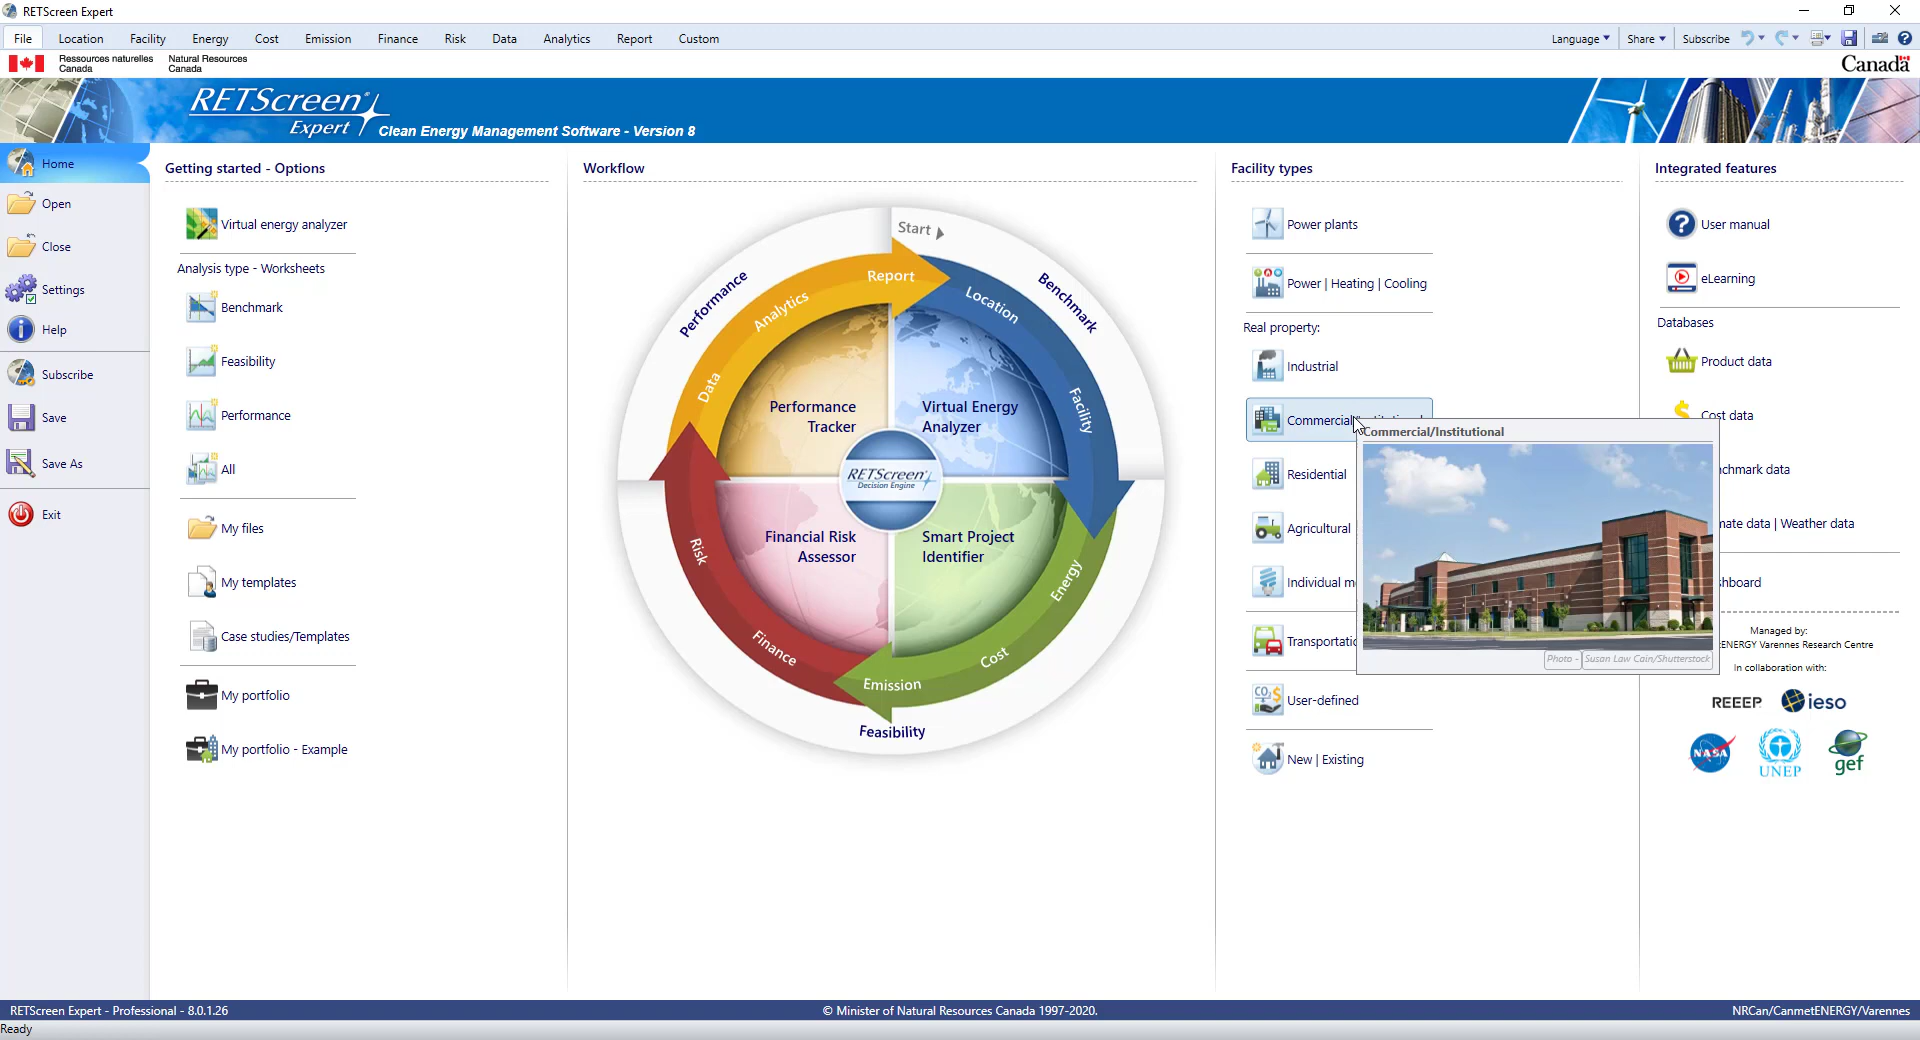 RETScreen Expert
File Location Facility Energy Cost Emission Finance Risk Data Analytics Report Custom
Language Share Subscribe
Ressources naturelles Canada
Natural Resources Canada
Canada
RETScreen®
Expert
Clean Energy Management Software - Version 8
Home
Open
Close
Settings
Help
Subscribe
Save
Save As
Exit
Getting started - Options
Virtual energy analyzer
Analysis type - Worksheets
Benchmark
Feasibility
Performance
All
My files
My templates
Case studies/Templates
My portfolio
My portfolio - Example
Workflow
Start
Report
Location
Benchmark
Facility
Energy
Cost
Emission
Feasibility
Finance
Risk
Data
Analytics
Performance
Performance
Tracker
Virtual Energy
Analyzer
RETScreen®
Decision Engine
Financial Risk
Assessor
Smart Project
Identifier
Facility types
Power plants
Power | Heating | Cooling
Real property:
Industrial
Commercial
Residential
Agricultural
Individual m
Transportatio
User-defined
New | Existing
Commercial/Institutional
Photo - Susan Law Cain/Shutterstock
Integrated features
User manual
eLearning
Databases
Product data
Cost data
chmark data
mate data | Weather data
hboard
Managed by:
ENERGY Varennes Research Centre
In collaboration with:
REEEP
ieso
NASA
UNEP
gef
RETScreen Expert - Professional - 8.0.1.26
© Minister of Natural Resources Canada 1997-2020.
NRCan/CanmetENERGY/Varennes
Ready